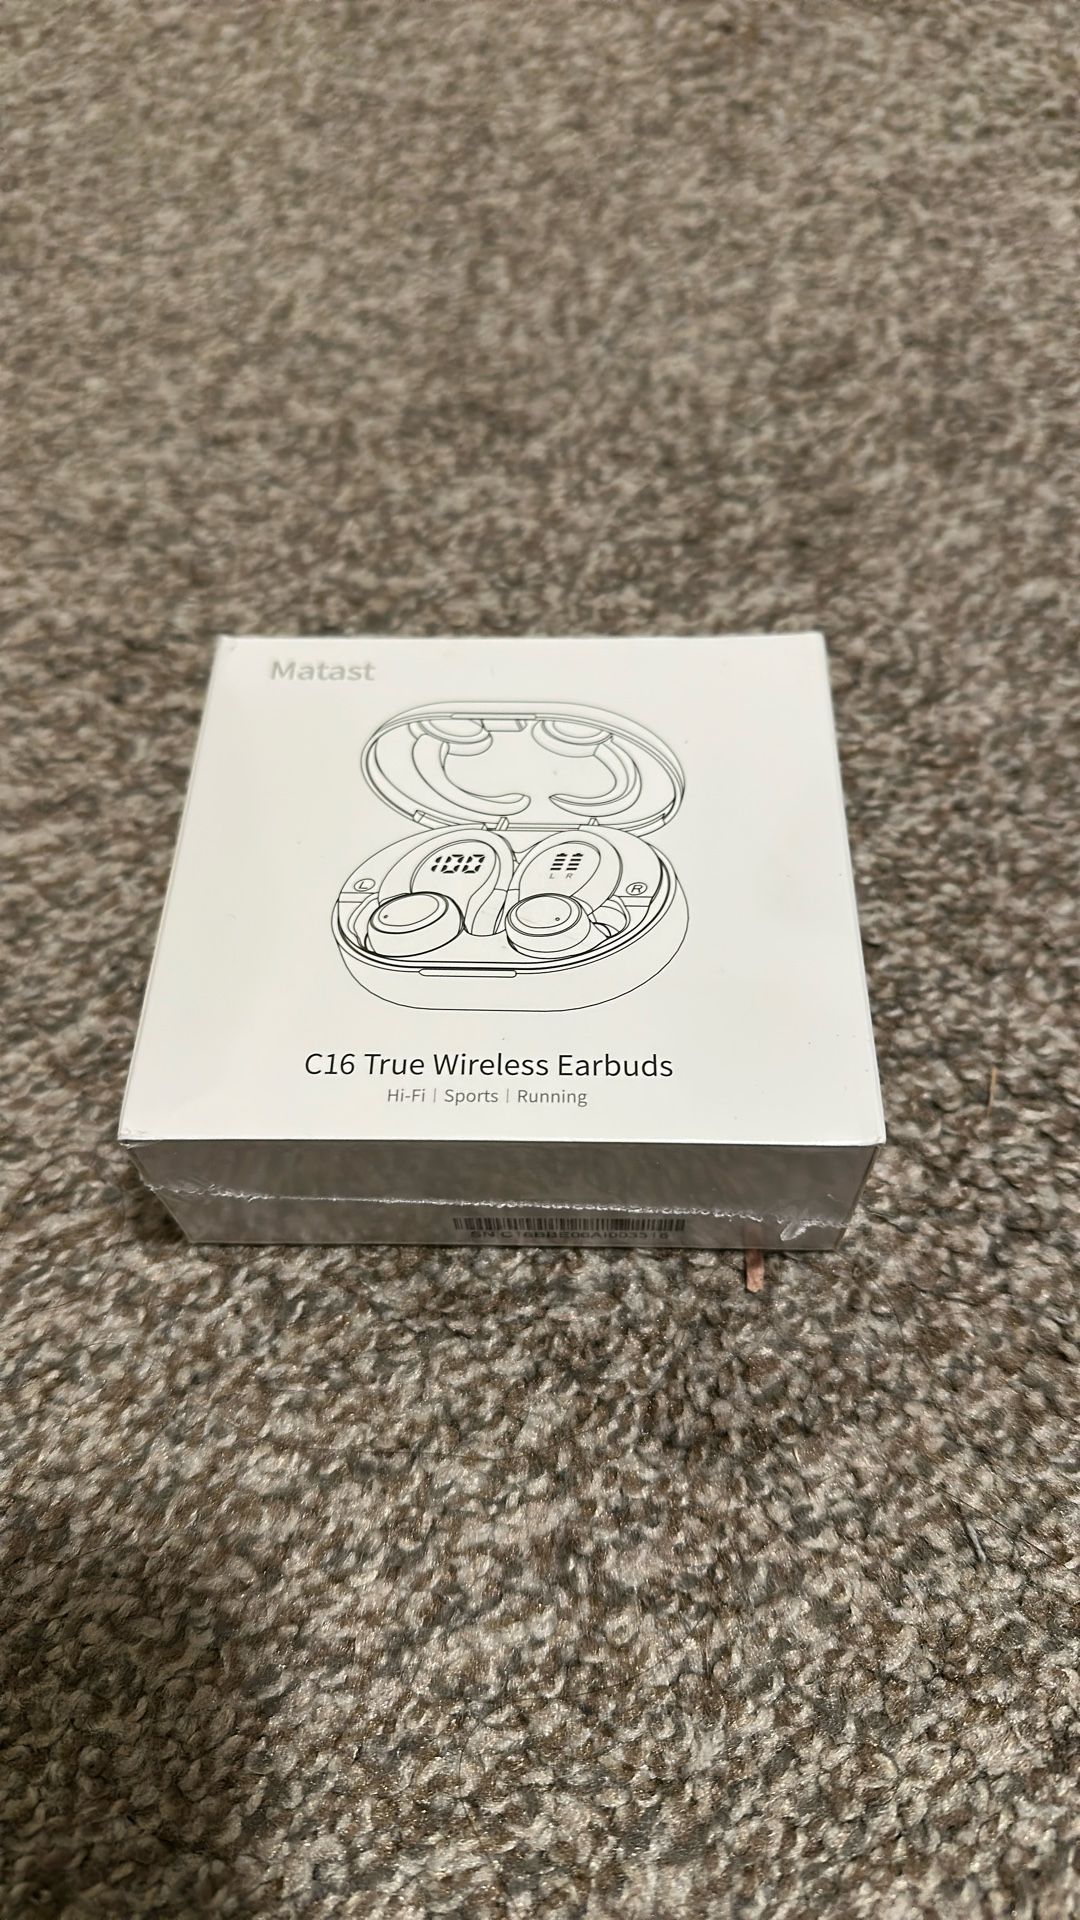 Matast
100
L R
L
R
C16 True Wireless Earbuds
Hi-Fi | Sports | Running